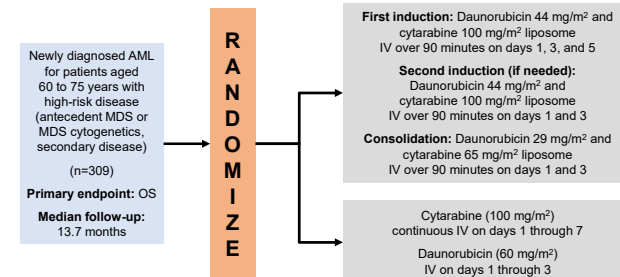 Newly diagnosed AML
for patients aged
60 to 75 years with
high-risk disease
(antecedent MDS or
MDS cytogenetics,
secondary disease)
(n=309)
Primary endpoint: OS
Median follow-up:
13.7 months
R
A
N
D
O
M
I
Z
E
First induction: Daunorubicin 44 mg/m² and
cytarabine 100 mg/m² liposome
IV over 90 minutes on days 1, 3, and 5
Second induction (if needed):
Daunorubicin 44 mg/m² and
cytarabine 100 mg/m² liposome
IV over 90 minutes on days 1 and 3
Consolidation: Daunorubicin 29 mg/m² and
cytarabine 65 mg/m² liposome
IV over 90 minutes on days 1 and 3
Cytarabine (100 mg/m²)
continuous IV on days 1 through 7
Daunorubicin (60 mg/m²)
IV on days 1 through 3